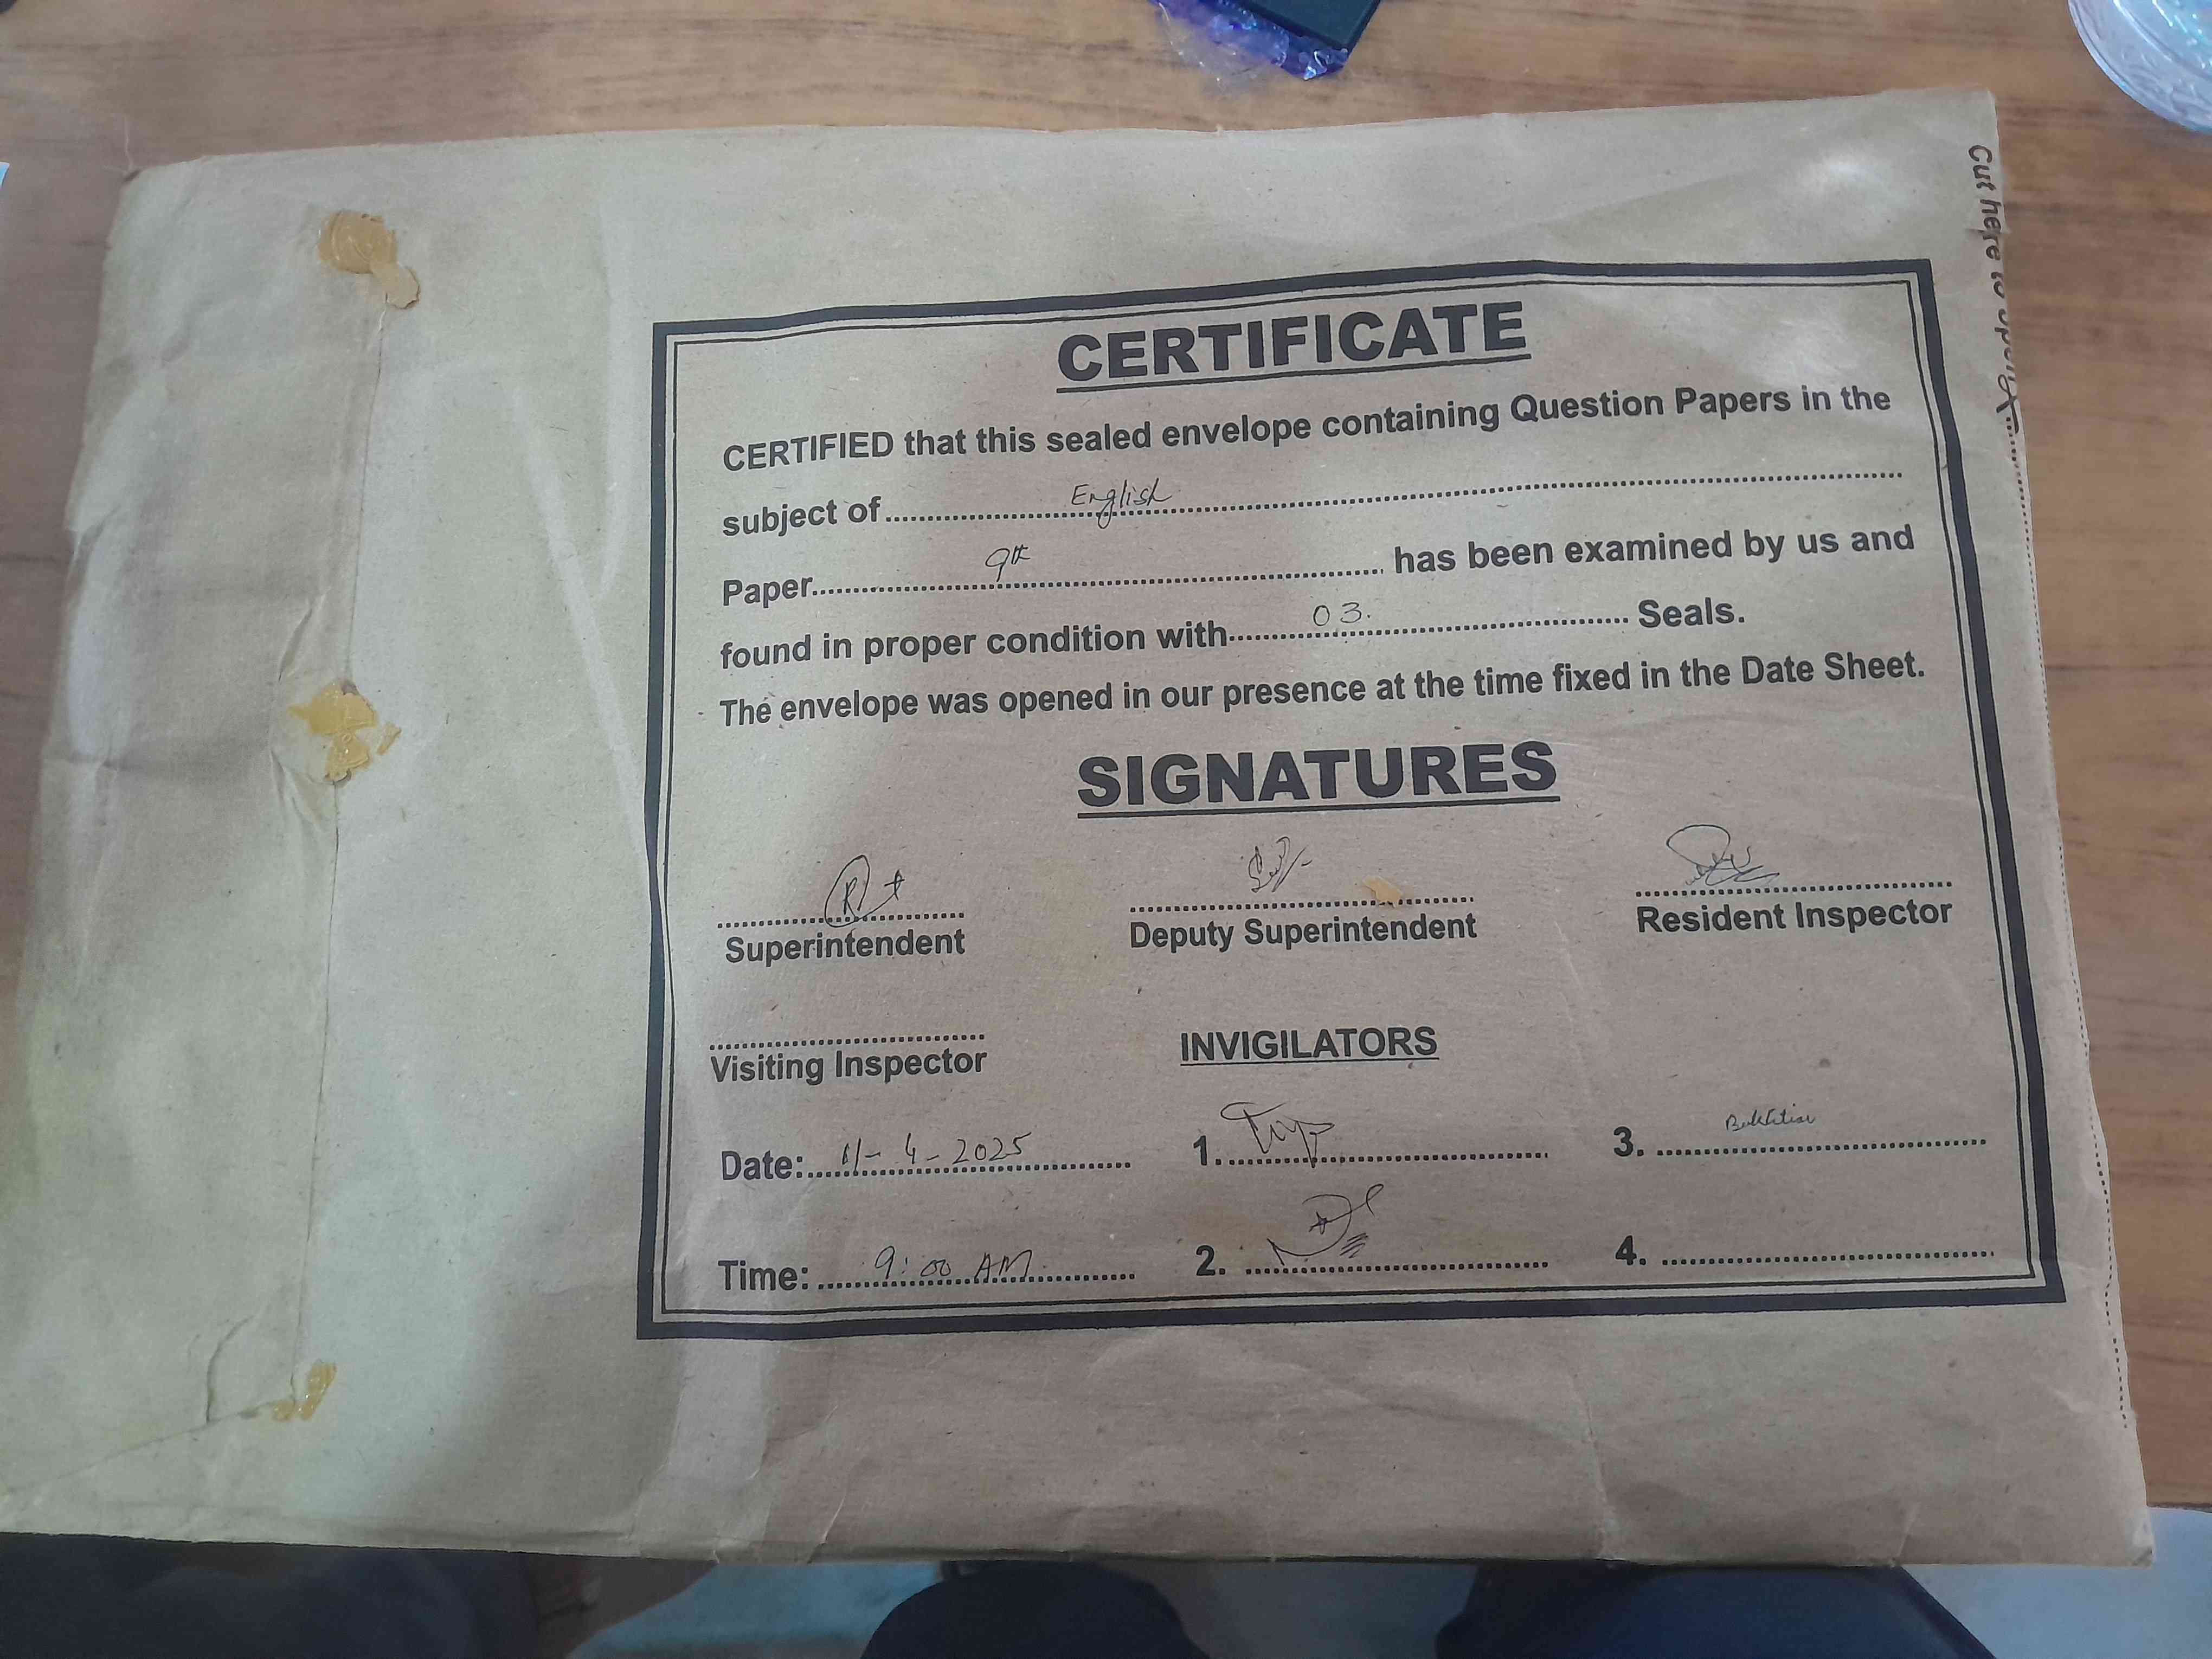 Cut here to open
CERTIFICATE
CERTIFIED that this sealed envelope containing Question Papers in the
subject of English
Paper 9th has been examined by us and
found in proper condition with 03. Seals.
The envelope was opened in our presence at the time fixed in the Date Sheet.
SIGNATURES
Superintendent
Deputy Superintendent
Resident Inspector
Visiting Inspector
INVIGILATORS
Date: 11-4-2025
1.
3.
Time: 9:00 AM
2.
4.